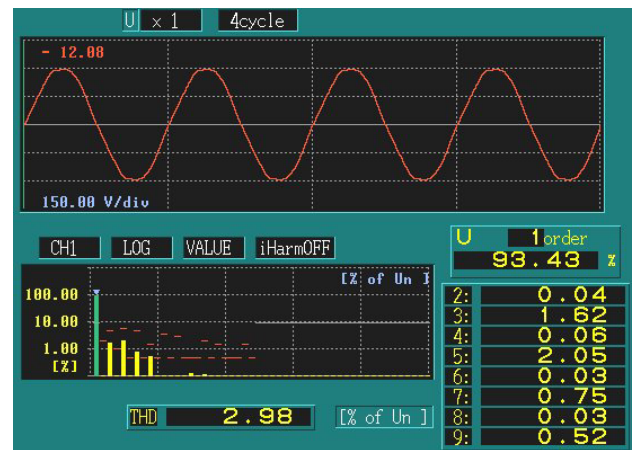 U x 1 4cycle
- 12.08
150.00 V/div
CH1 LOG VALUE iHarmOFF
U 1order
93.43 %
[% of Un ]
100.00
10.00
1.00
[%]
2: 0.04
3: 1.62
4: 0.06
5: 2.05
6: 0.03
7: 0.75
8: 0.03
9: 0.52
THD 2.98 [% of Un ]